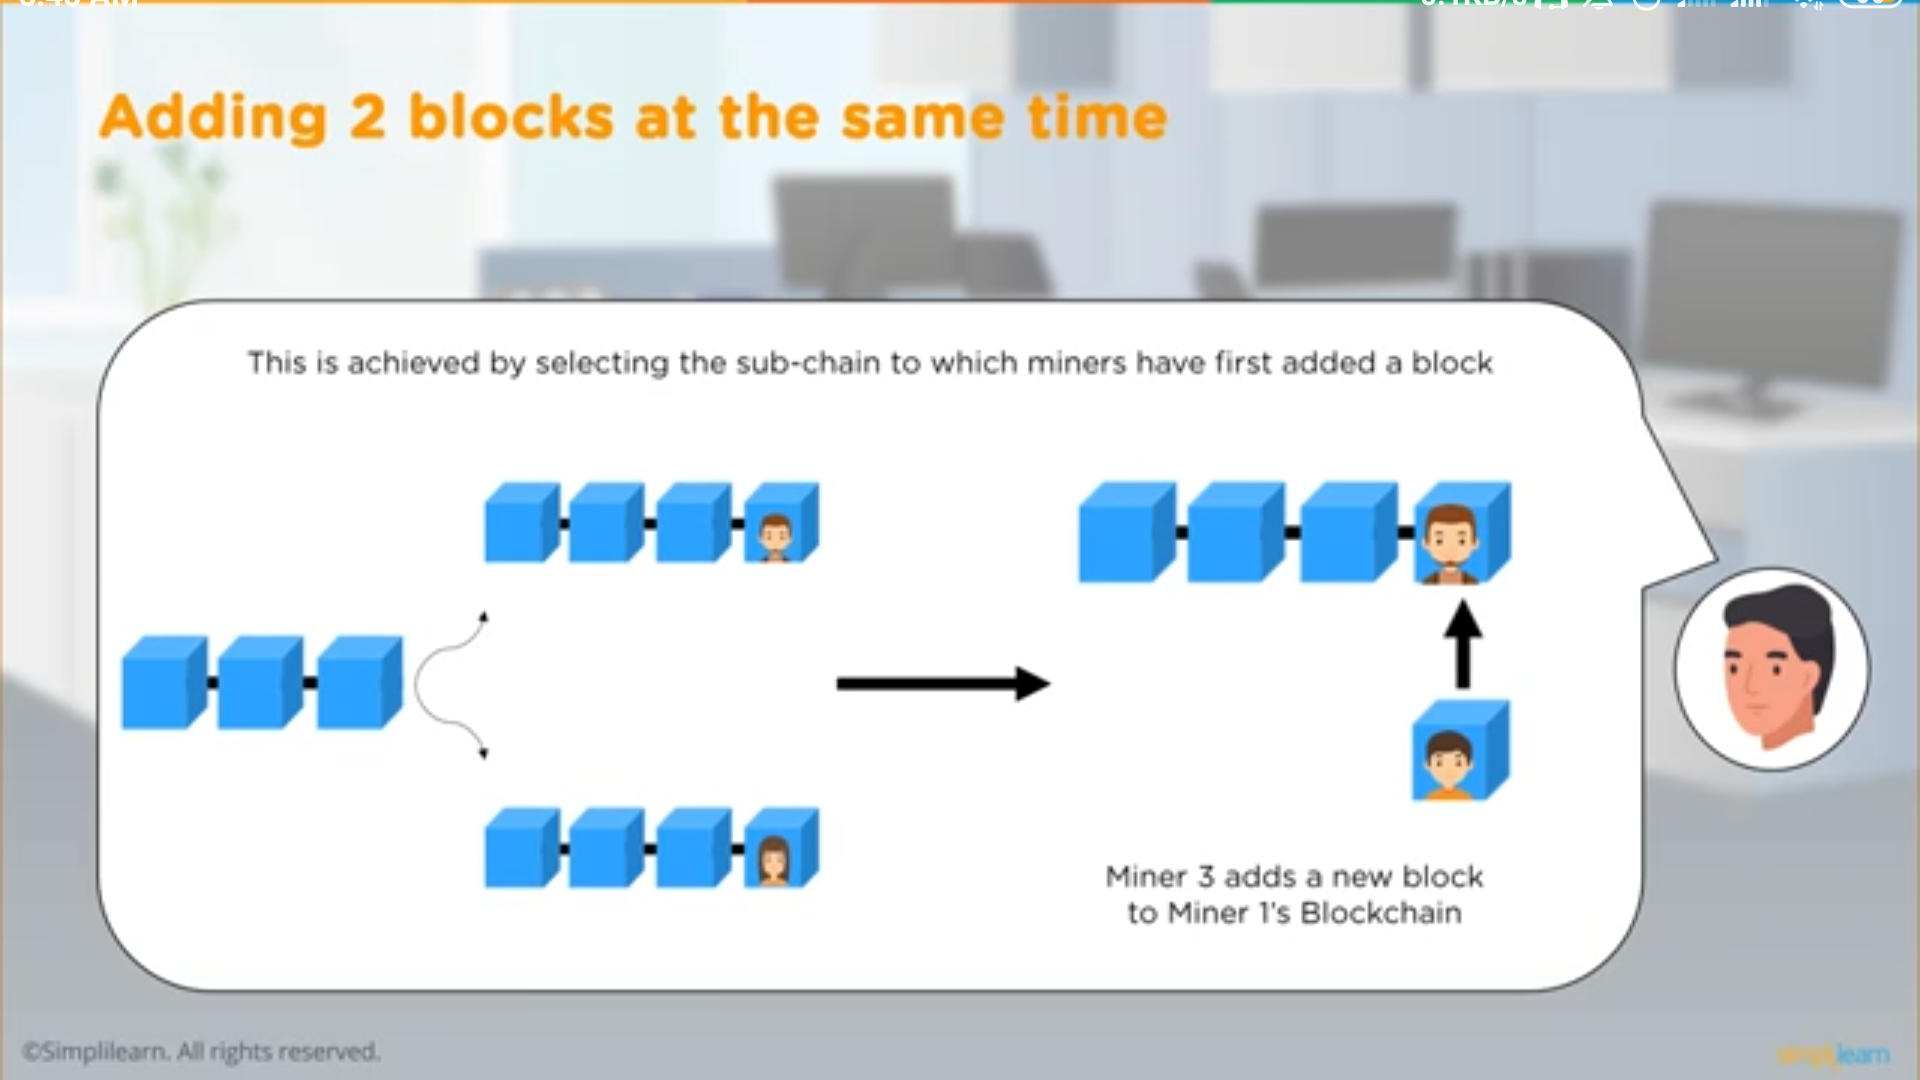 Adding 2 blocks at the same time
This is achieved by selecting the sub-chain to which miners have first added a block
Miner 3 adds a new block
to Miner 1's Blockchain
©Simplilearn. All rights reserved.
simplilearn